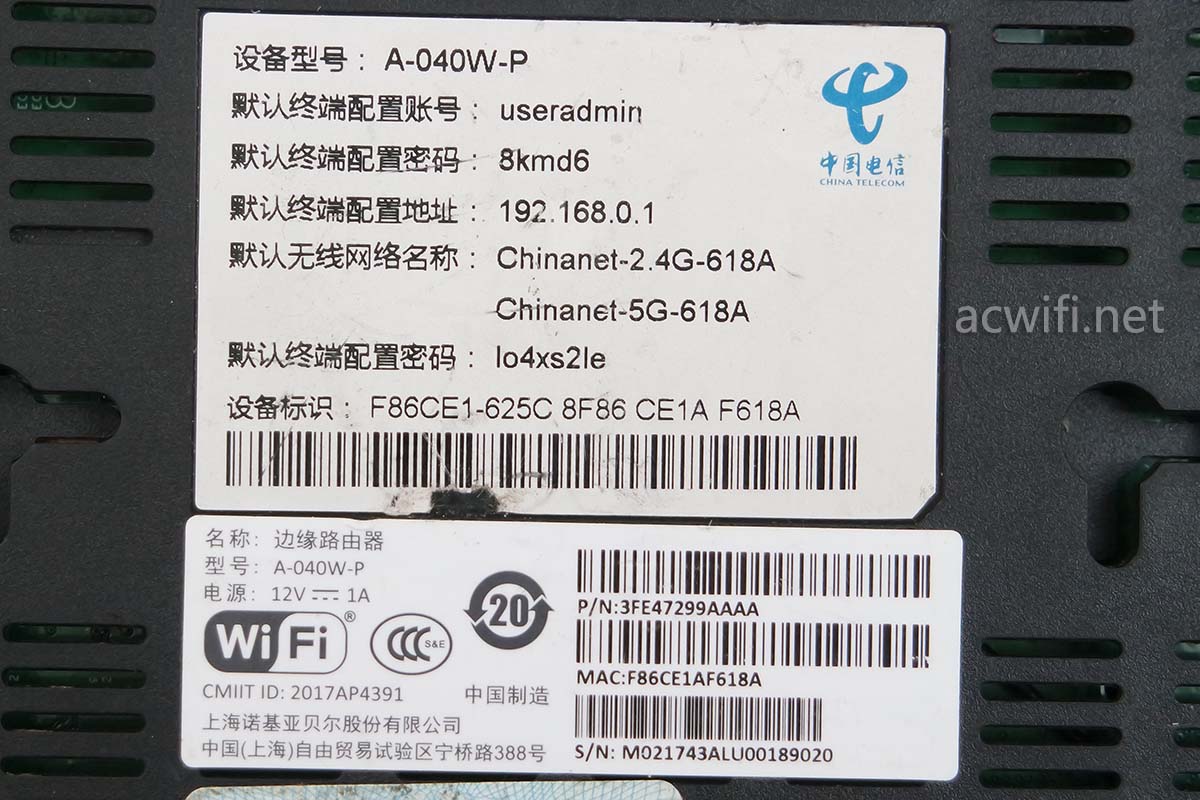 设备型号： A-040W-P
默认终端配置账号： useradmin
默认终端配置密码： 8kmd6
默认终端配置地址： 192.168.0.1
默认无线网络名称： Chinanet-2.4G-618A
Chinanet-5G-618A
默认终端配置密码： lo4xs2le
设备标识： F86CE1-625C 8F86 CE1A F618A
中国电信
CHINA TELECOM
acwifi.net
名称： 边缘路由器
型号： A-040W-P
电源： 12V ⎓ 1A
Wi Fi®
CCC S&E
20
CMIIT ID: 2017AP4391
中国制造
上海诺基亚贝尔股份有限公司
中国(上海)自由贸易试验区宁桥路388号
P/N:3FE47299AAAA
MAC:F86CE1AF618A
S/N: M021743ALU00189020